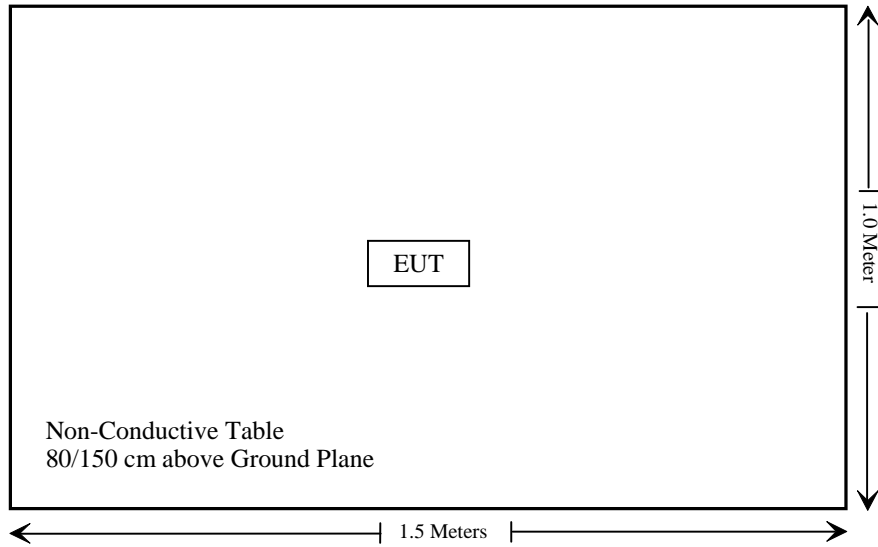 EUT
1.0 Meter
Non-Conductive Table
80/150 cm above Ground Plane
1.5 Meters